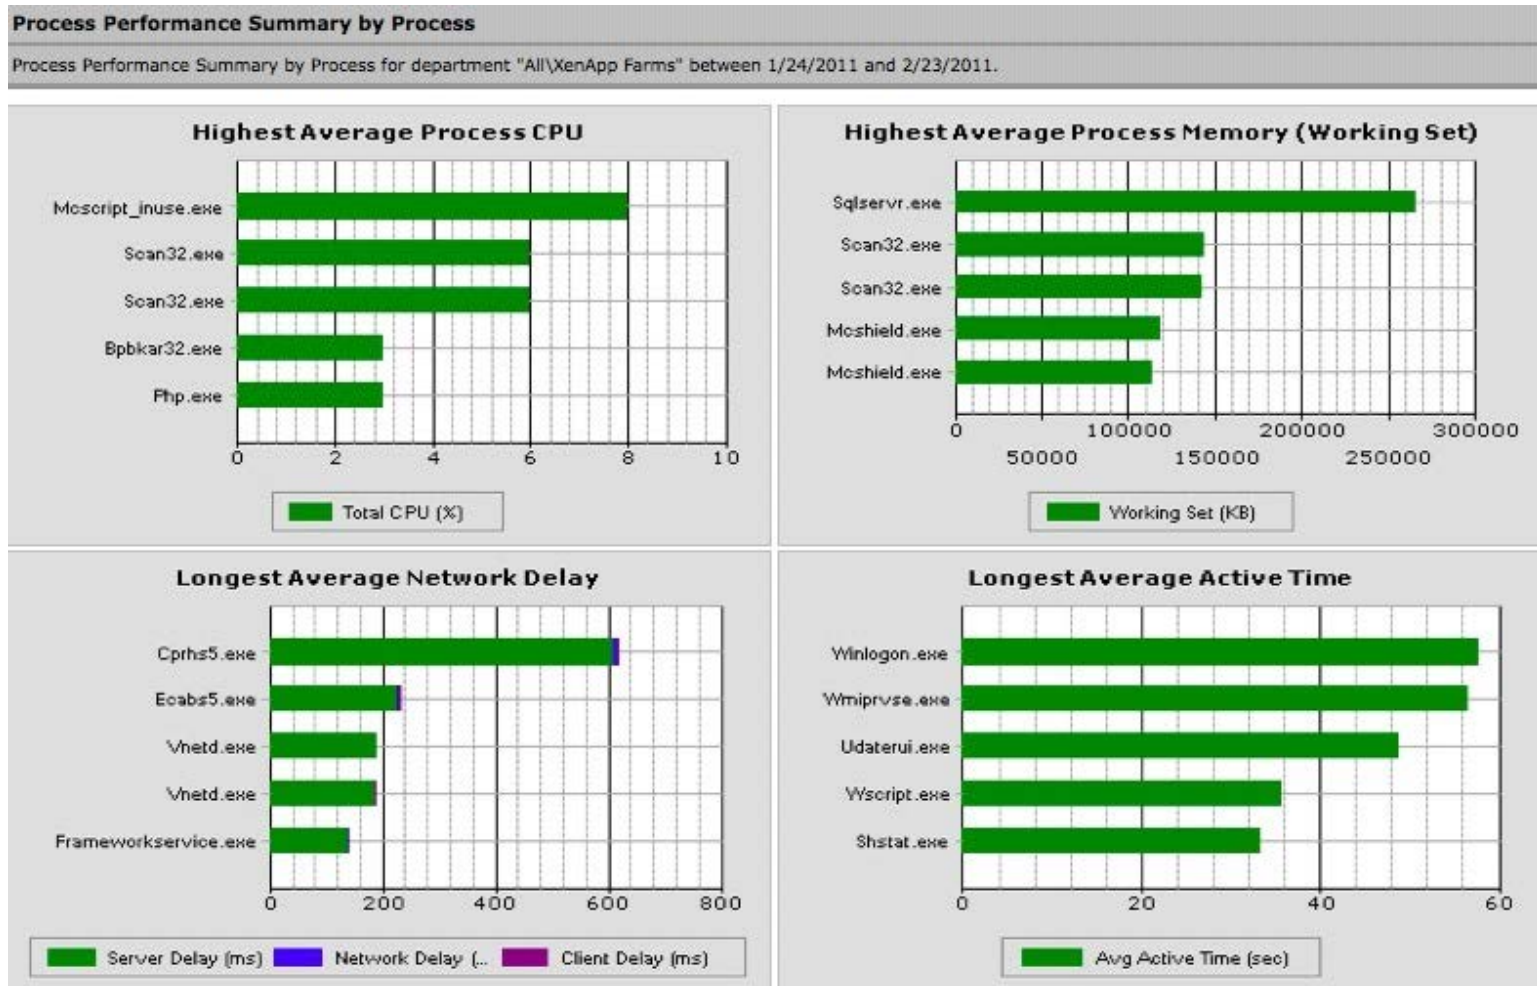 Process Performance Summary by Process
Process Performance Summary by Process for department "All\XenApp Farms" between 1/24/2011 and 2/23/2011.
Highest Average Process CPU
Mcscript_inuse.exe
Scan32.exe
Scan32.exe
Bpbkar32.exe
Php.exe
0 2 4 6 8 10
Total CPU (%)
Highest Average Process Memory (Working Set)
Sqlservr.exe
Scan32.exe
Scan32.exe
Mcshield.exe
Mcshield.exe
0 100000 200000 300000
50000 150000 250000
Working Set (KB)
Longest Average Network Delay
Cprhs5.exe
Ecabs5.exe
Vnetd.exe
Vnetd.exe
Frameworkservice.exe
0 200 400 600 800
Server Delay (ms) Network Delay (... Client Delay (ms)
Longest Average Active Time
Winlogon.exe
Wmiprvse.exe
Udaterui.exe
Wscript.exe
Shstat.exe
0 20 40 60
Avg Active Time (sec)